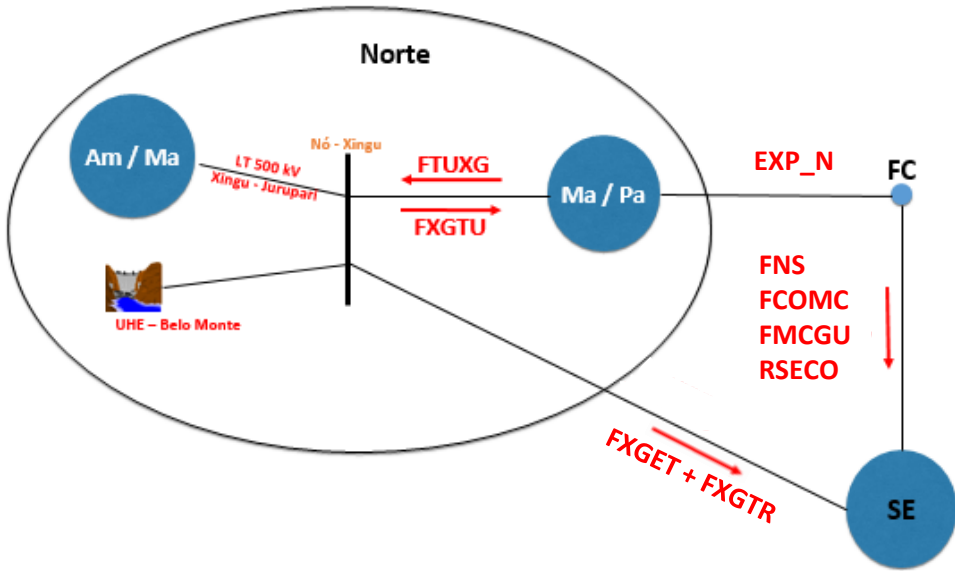 Norte
Am / Ma
LT 500 kV
Xingu - Jurupari
Nó - Xingu
FTUXG
FXGTU
Ma / Pa
EXP_N
FC
UHE – Belo Monte
FNS
FCOMC
FMCGU
RSECO
FXGET + FXGTR
SE